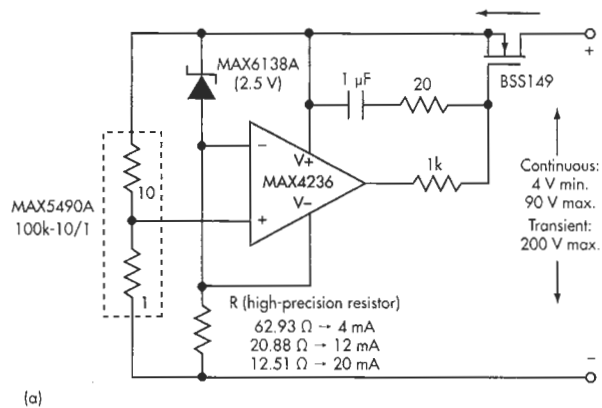 MAX6138A
(2.5 V)
1 µF
20
BSS149
+
−
V+
MAX4236
V−
+
1k
10
MAX5490A
100k-10/1
1
Continuous:
4 V min.
90 V max.
Transient:
200 V max.
R (high-precision resistor)
62.93 Ω → 4 mA
20.88 Ω → 12 mA
12.51 Ω → 20 mA
−
(a)